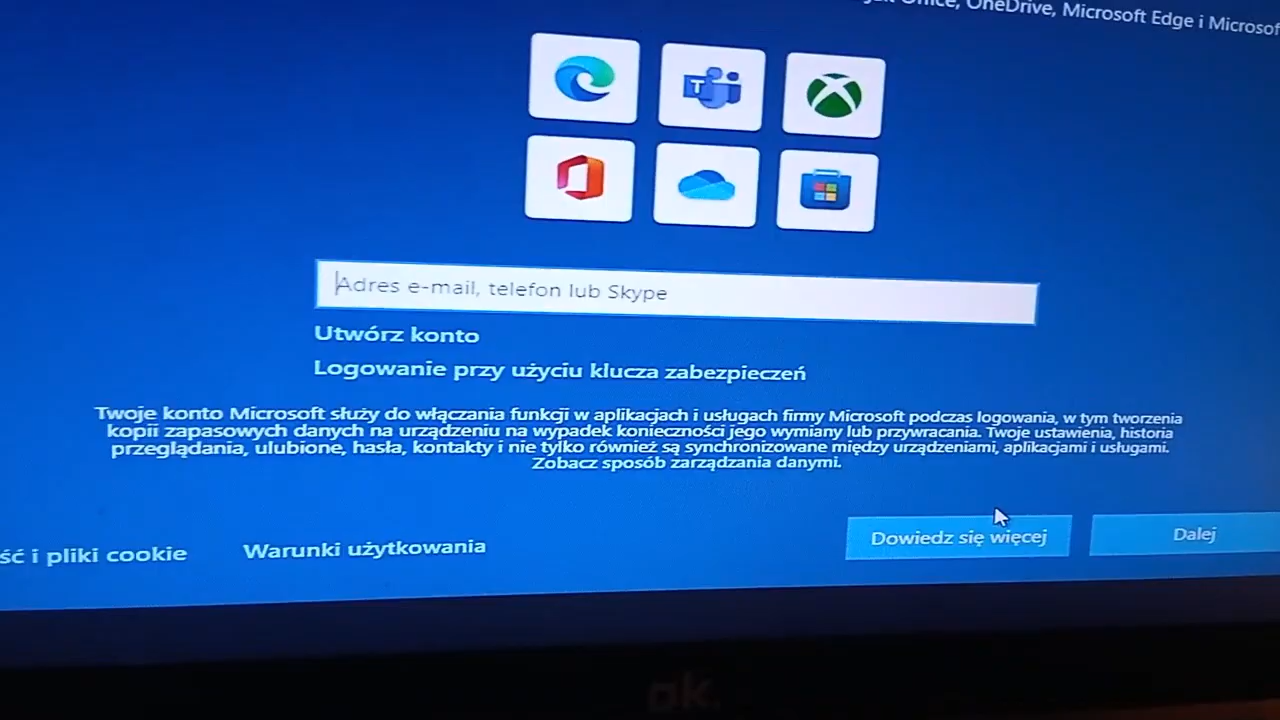 Office, OneDrive, Microsoft Edge i Microsof
T
Adres e-mail, telefon lub Skype
Utwórz konto
Logowanie przy użyciu klucza zabezpieczeń
Twoje konto Microsoft służy do włączania funkcji w aplikacjach i usługach firmy Microsoft podczas logowania, w tym tworzenia
kopii zapasowych danych na urządzeniu na wypadek konieczności jego wymiany lub przywracania. Twoje ustawienia, historia
przeglądania, ulubione, hasła, kontakty i nie tylko również są synchronizowane między urządzeniami, aplikacjami i usługami.
Zobacz sposób zarządzania danymi.
ść i pliki cookie
Warunki użytkowania
Dowiedz się więcej
Dalej
ok.